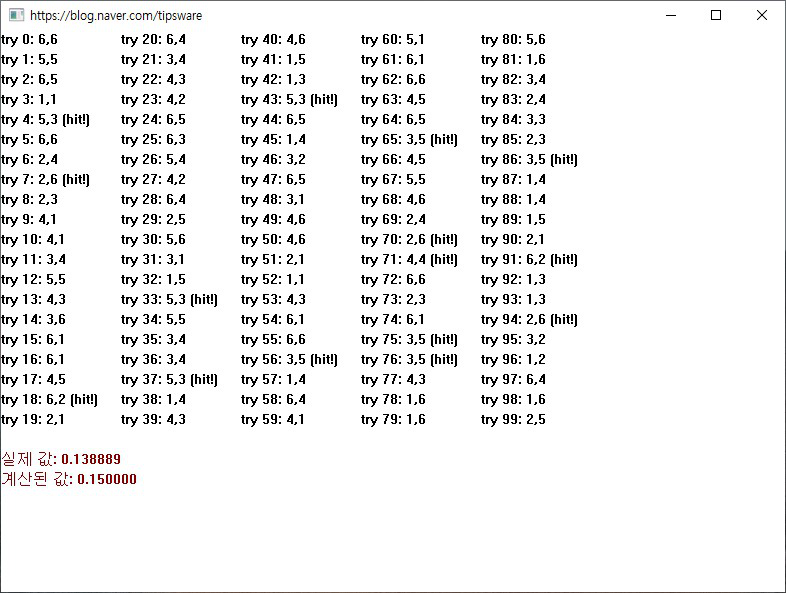 https://blog.naver.com/tipsware
try 0: 6,6 try 20: 6,4 try 40: 4,6 try 60: 5,1 try 80: 5,6
try 1: 5,5 try 21: 3,4 try 41: 1,5 try 61: 6,1 try 81: 1,6
try 2: 6,5 try 22: 4,3 try 42: 1,3 try 62: 6,6 try 82: 3,4
try 3: 1,1 try 23: 4,2 try 43: 5,3 (hit!) try 63: 4,5 try 83: 2,4
try 4: 5,3 (hit!) try 24: 6,5 try 44: 6,5 try 64: 6,5 try 84: 3,3
try 5: 6,6 try 25: 6,3 try 45: 1,4 try 65: 3,5 (hit!) try 85: 2,3
try 6: 2,4 try 26: 5,4 try 46: 3,2 try 66: 4,5 try 86: 3,5 (hit!)
try 7: 2,6 (hit!) try 27: 4,2 try 47: 6,5 try 67: 5,5 try 87: 1,4
try 8: 2,3 try 28: 6,4 try 48: 3,1 try 68: 4,6 try 88: 1,4
try 9: 4,1 try 29: 2,5 try 49: 4,6 try 69: 2,4 try 89: 1,5
try 10: 4,1 try 30: 5,6 try 50: 4,6 try 70: 2,6 (hit!) try 90: 2,1
try 11: 3,4 try 31: 3,1 try 51: 2,1 try 71: 4,4 (hit!) try 91: 6,2 (hit!)
try 12: 5,5 try 32: 1,5 try 52: 1,1 try 72: 6,6 try 92: 1,3
try 13: 4,3 try 33: 5,3 (hit!) try 53: 4,3 try 73: 2,3 try 93: 1,3
try 14: 3,6 try 34: 5,5 try 54: 6,1 try 74: 6,1 try 94: 2,6 (hit!)
try 15: 6,1 try 35: 3,4 try 55: 6,6 try 75: 3,5 (hit!) try 95: 3,2
try 16: 6,1 try 36: 3,4 try 56: 3,5 (hit!) try 76: 3,5 (hit!) try 96: 1,2
try 17: 4,5 try 37: 5,3 (hit!) try 57: 1,4 try 77: 4,3 try 97: 6,4
try 18: 6,2 (hit!) try 38: 1,4 try 58: 6,4 try 78: 1,6 try 98: 1,6
try 19: 2,1 try 39: 4,3 try 59: 4,1 try 79: 1,6 try 99: 2,5
실제 값: 0.138889
계산된 값: 0.150000